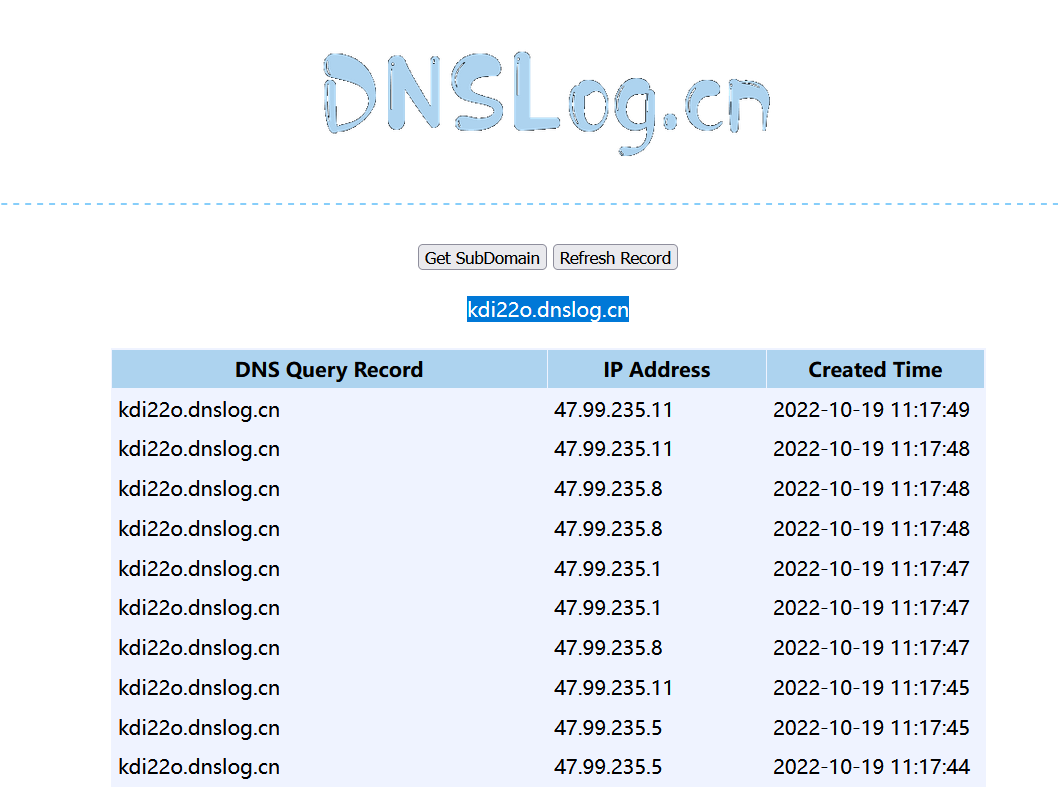 DNSLog.cn
Get SubDomain Refresh Record
kdi22o.dnslog.cn
DNS Query Record IP Address Created Time
kdi22o.dnslog.cn 47.99.235.11 2022-10-19 11:17:49
kdi22o.dnslog.cn 47.99.235.11 2022-10-19 11:17:48
kdi22o.dnslog.cn 47.99.235.8 2022-10-19 11:17:48
kdi22o.dnslog.cn 47.99.235.8 2022-10-19 11:17:48
kdi22o.dnslog.cn 47.99.235.1 2022-10-19 11:17:47
kdi22o.dnslog.cn 47.99.235.1 2022-10-19 11:17:47
kdi22o.dnslog.cn 47.99.235.8 2022-10-19 11:17:47
kdi22o.dnslog.cn 47.99.235.11 2022-10-19 11:17:45
kdi22o.dnslog.cn 47.99.235.5 2022-10-19 11:17:45
kdi22o.dnslog.cn 47.99.235.5 2022-10-19 11:17:44